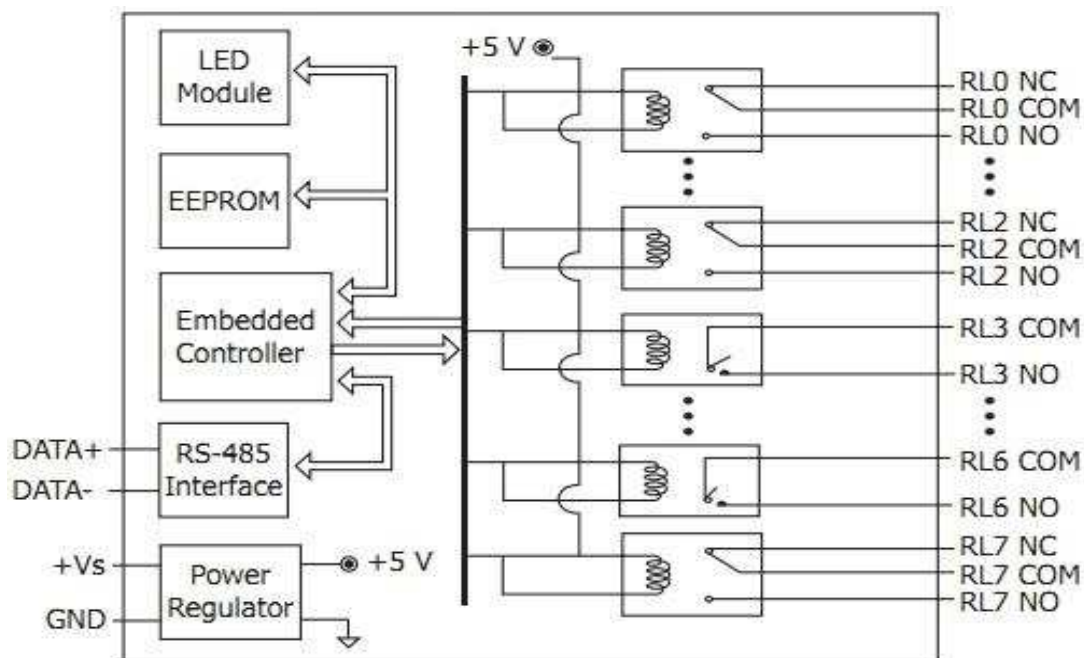 LED
Module
EEPROM
Embedded
Controller
DATA+
DATA-
RS-485
Interface
+Vs
GND
Power
Regulator
+5 V
+5 V
RL0 NC
RL0 COM
RL0 NO
RL2 NC
RL2 COM
RL2 NO
RL3 COM
RL3 NO
RL6 COM
RL6 NO
RL7 NC
RL7 COM
RL7 NO